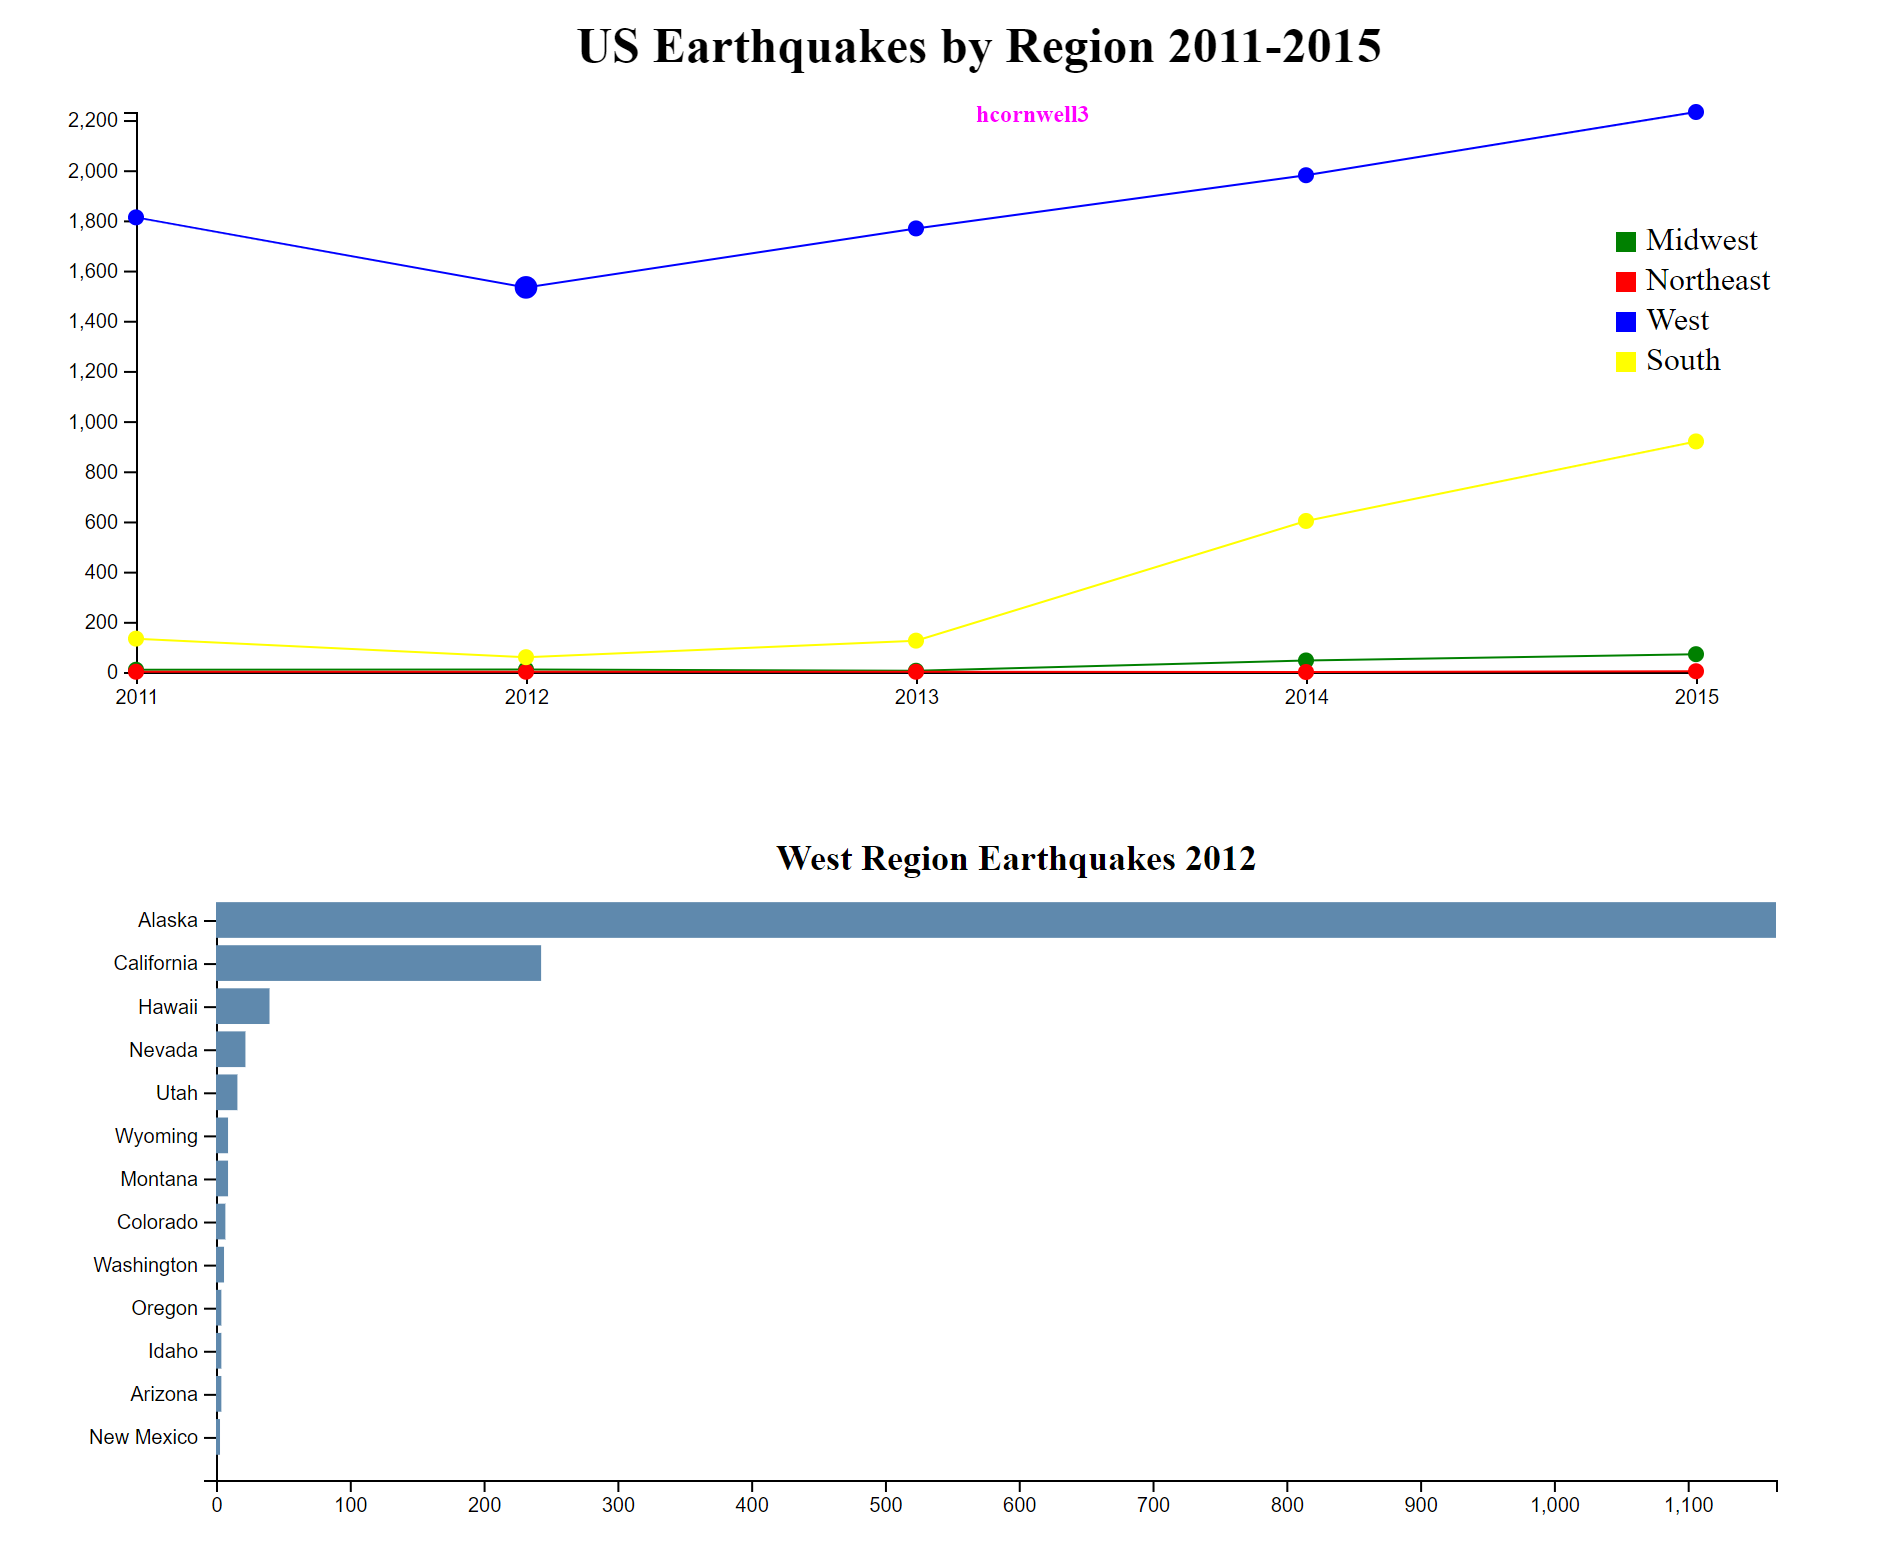 US Earthquakes by Region 2011-2015
hcornwell3
2,200
2,000
1,800
1,600
1,400
1,200
1,000
800
600
400
200
0
2011 2012 2013 2014 2015
Midwest
Northeast
West
South
West Region Earthquakes 2012
Alaska
California
Hawaii
Nevada
Utah
Wyoming
Montana
Colorado
Washington
Oregon
Idaho
Arizona
New Mexico
0 100 200 300 400 500 600 700 800 900 1,000 1,100